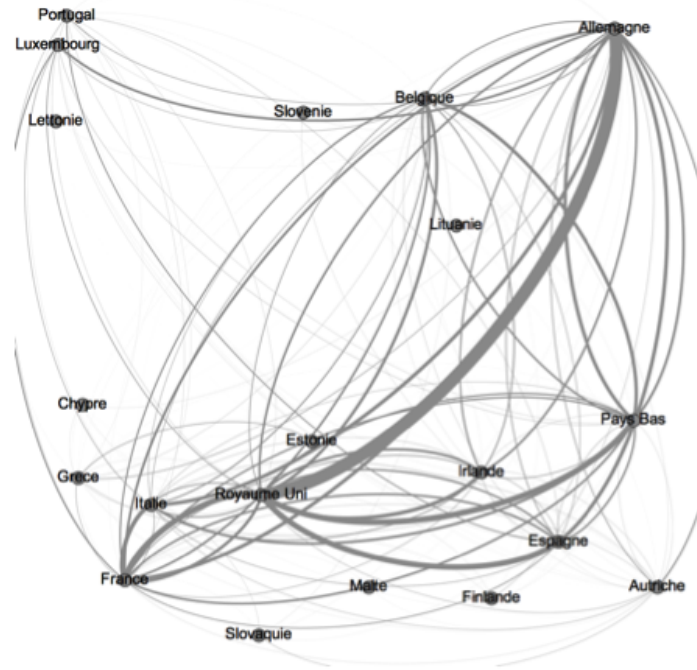 Portugal
Allemagne
Luxembourg
Belgique
Slovenie
Lettonie
Lituanie
Chypre
Pays Bas
Estonie
Irlande
Grece
Royaume Uni
Italie
Espagne
France
Malte
Autriche
Finlande
Slovaquie